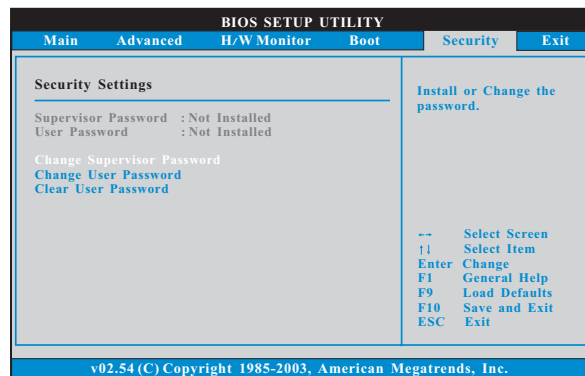 BIOS SETUP UTILITY
Main Advanced H/W Monitor Boot Security Exit
Security Settings
Supervisor Password : Not Installed
User Password : Not Installed
Change Supervisor Password
Change User Password
Clear User Password
Install or Change the
password.
←→ Select Screen
↑↓ Select Item
Enter Change
F1 General Help
F9 Load Defaults
F10 Save and Exit
ESC Exit
v02.54 (C) Copyright 1985-2003, American Megatrends, Inc.